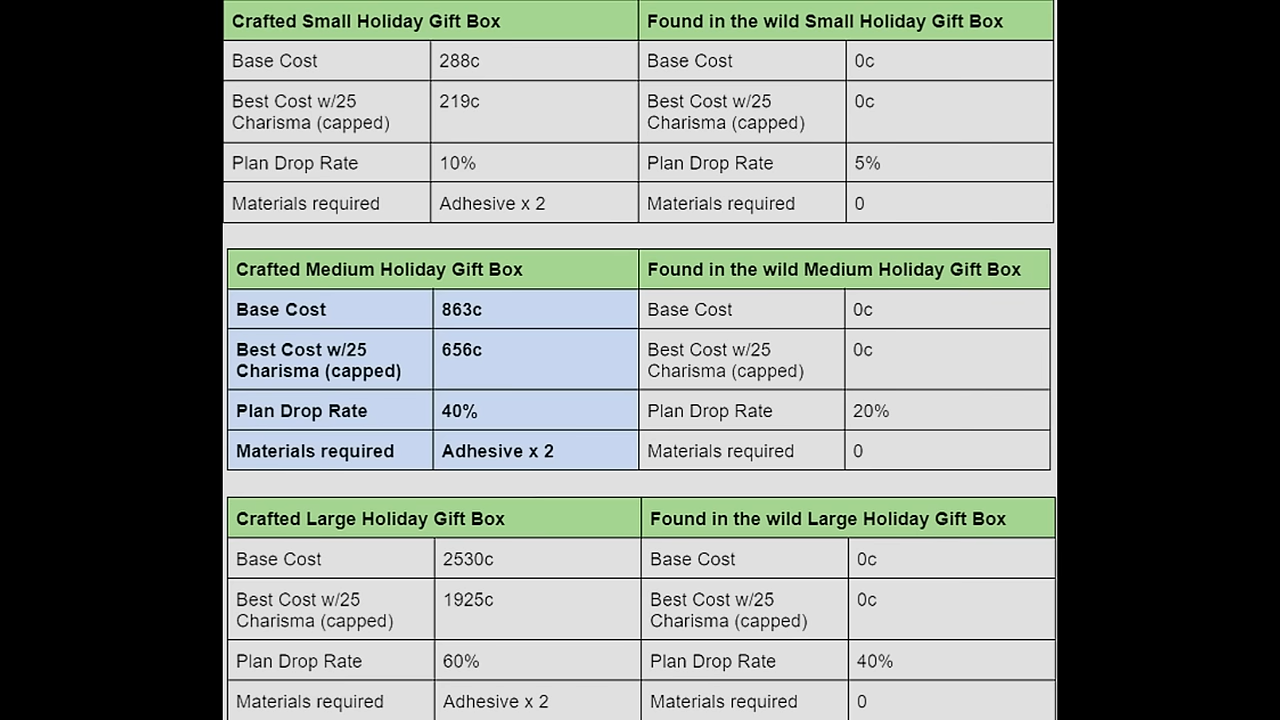 Crafted Small Holiday Gift Box Found in the wild Small Holiday Gift Box
Base Cost 288c Base Cost 0c
Best Cost w/25 219c Best Cost w/25 0c
Charisma (capped) Charisma (capped)
Plan Drop Rate 10% Plan Drop Rate 5%
Materials required Adhesive x 2 Materials required 0
Crafted Medium Holiday Gift Box Found in the wild Medium Holiday Gift Box
Base Cost 863c Base Cost 0c
Best Cost w/25 656c Best Cost w/25 0c
Charisma (capped) Charisma (capped)
Plan Drop Rate 40% Plan Drop Rate 20%
Materials required Adhesive x 2 Materials required 0
Crafted Large Holiday Gift Box Found in the wild Large Holiday Gift Box
Base Cost 2530c Base Cost 0c
Best Cost w/25 1925c Best Cost w/25 0c
Charisma (capped) Charisma (capped)
Plan Drop Rate 60% Plan Drop Rate 40%
Materials required Adhesive x 2 Materials required 0